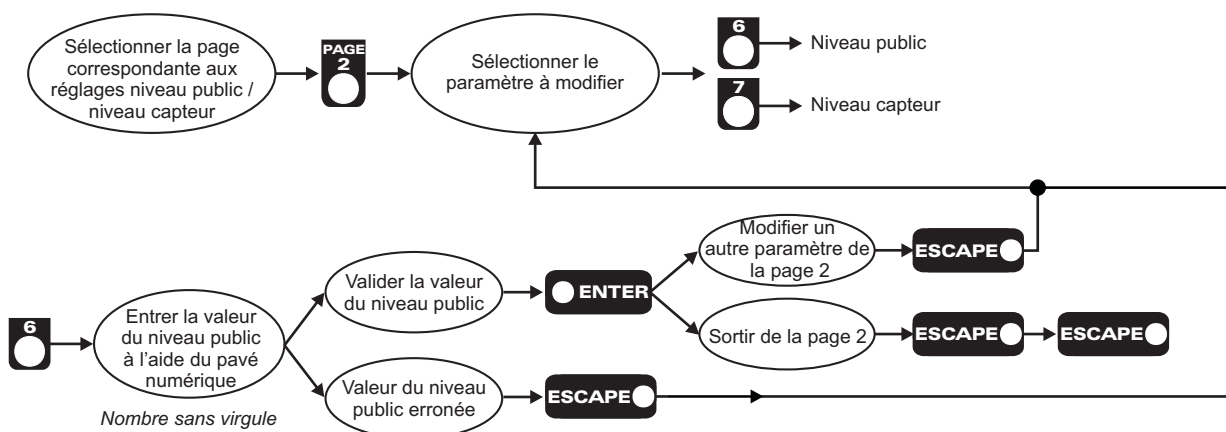 Sélectionner la page
correspondante aux
réglages niveau public /
niveau capteur
PAGE
2
Sélectionner le
paramètre à modifier
6
Niveau public
7
Niveau capteur
6
Entrer la valeur
du niveau public
à l'aide du pavé
numérique
Nombre sans virgule
Valider la valeur
du niveau public
ENTER
Modifier un
autre paramètre de
la page 2
ESCAPE
Sortir de la page 2
ESCAPE
ESCAPE
Valeur du niveau
public erronée
ESCAPE